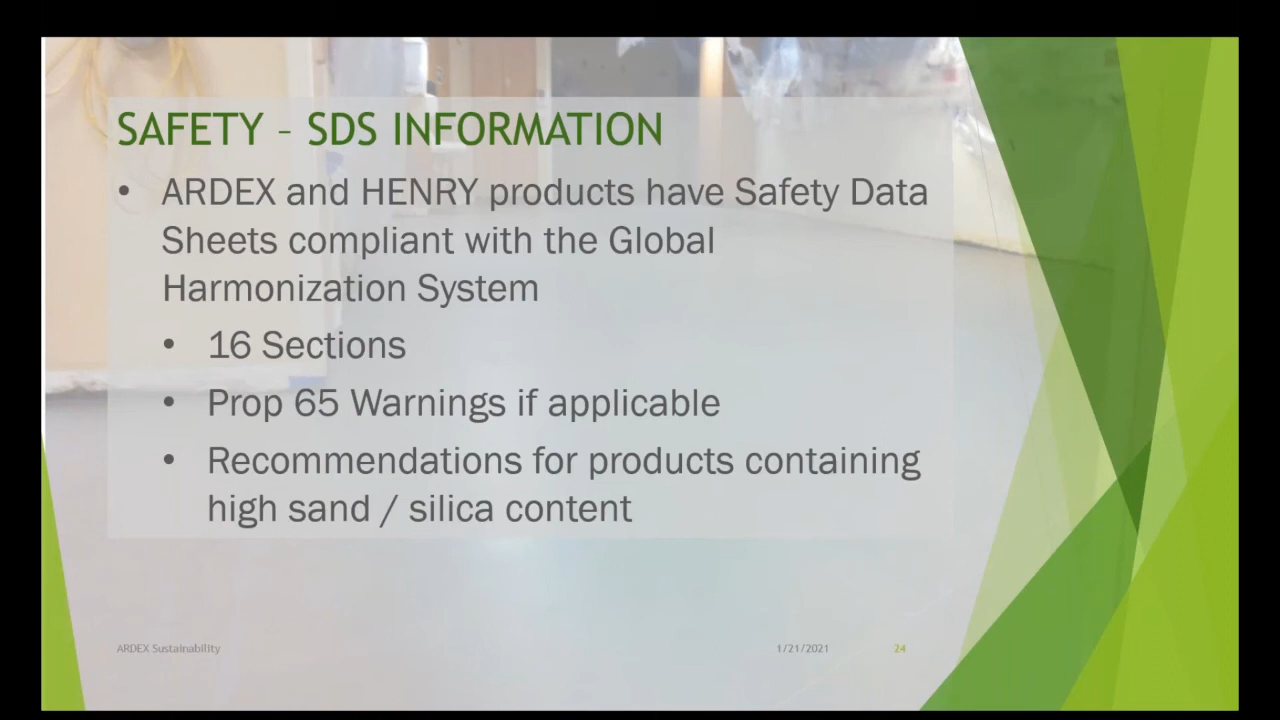 SAFETY – SDS INFORMATION
• ARDEX and HENRY products have Safety Data
Sheets compliant with the Global
Harmonization System
• 16 Sections
• Prop 65 Warnings if applicable
• Recommendations for products containing
high sand / silica content
ARDEX Sustainability 1/21/2021 24